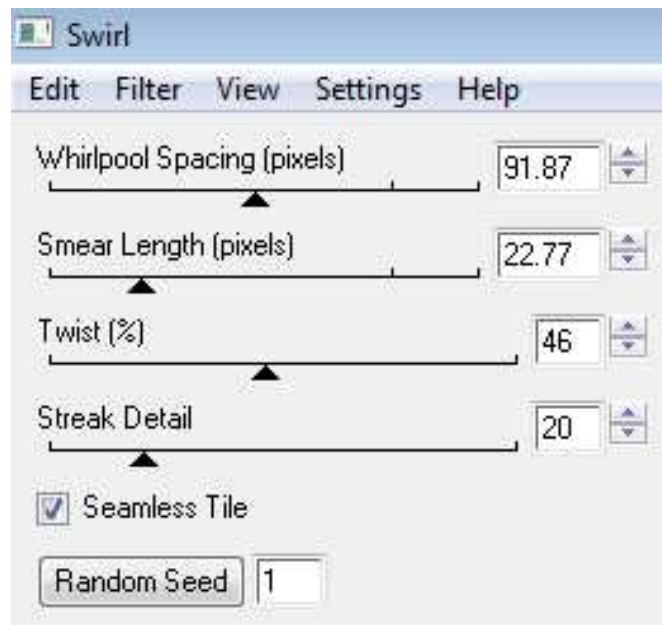 Swirl
Edit Filter View Settings Help
Whirlpool Spacing (pixels) 91.87
Smear Length (pixels) 22.77
Twist (%) 46
Streak Detail 20
Seamless Tile
Random Seed 1